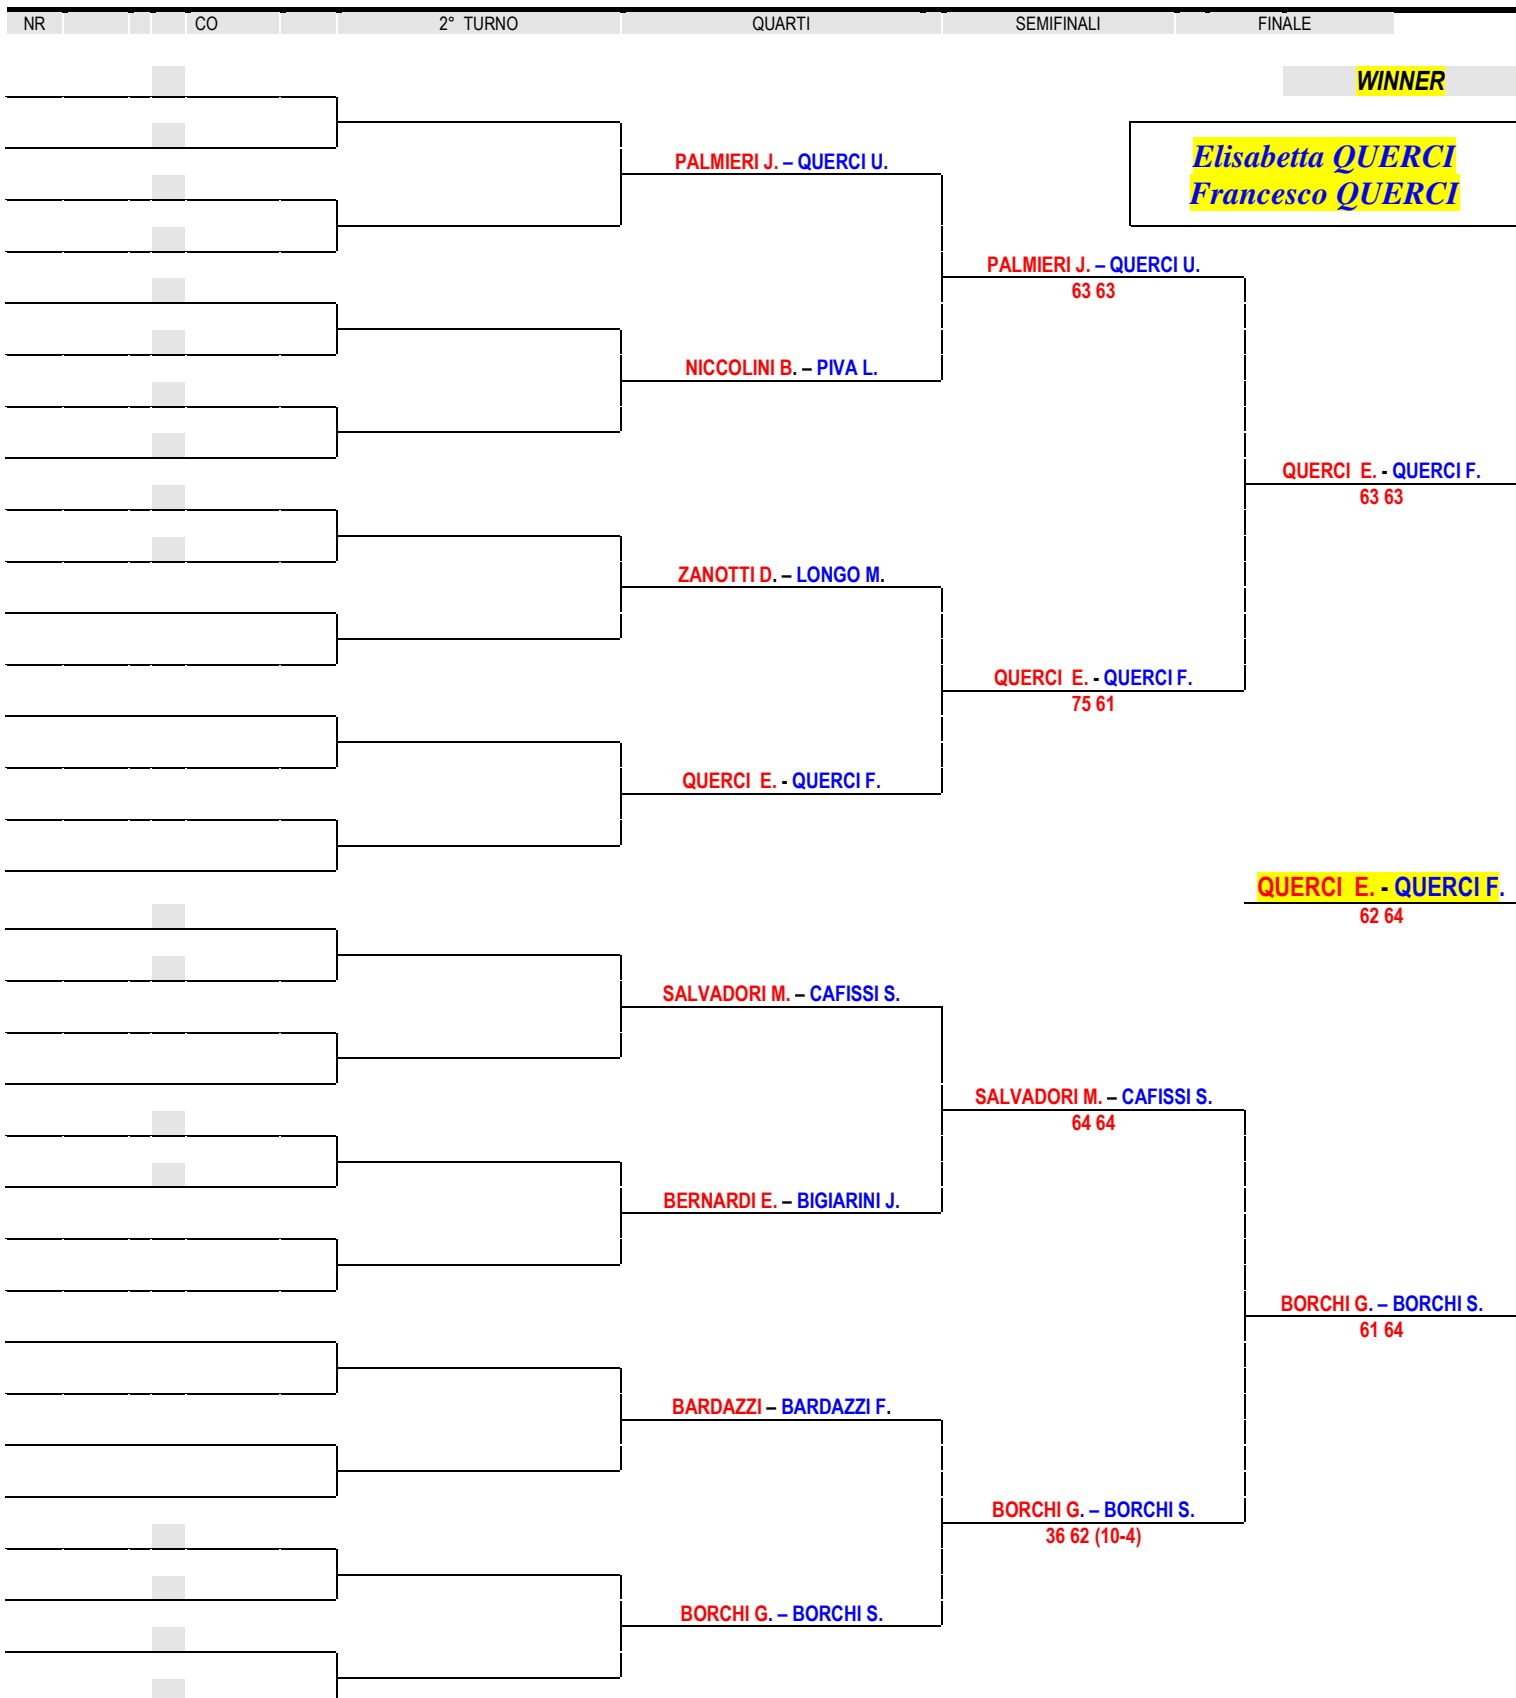 NR CO 2° TURNO QUARTI SEMIFINALI FINALE
WINNER
Elisabetta QUERCI
Francesco QUERCI
PALMIERI J. – QUERCI U.
PALMIERI J. – QUERCI U.
63 63
NICCOLINI B. – PIVA L.
QUERCI E. - QUERCI F.
63 63
ZANOTTI D. – LONGO M.
QUERCI E. - QUERCI F.
75 61
QUERCI E. - QUERCI F.
QUERCI E. - QUERCI F.
62 64
SALVADORI M. – CAFISSI S.
SALVADORI M. – CAFISSI S.
64 64
BERNARDI E. – BIGIARINI J.
BORCHI G. – BORCHI S.
61 64
BARDAZZI – BARDAZZI F.
BORCHI G. – BORCHI S.
36 62 (10-4)
BORCHI G. – BORCHI S.